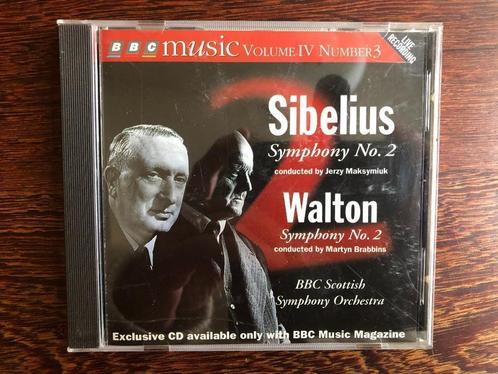 BBC music VOLUME IV NUMBER 3
LIVE
RECORDING
Sibelius
Symphony No. 2
conducted by Jerzy Maksymiuk
Walton
Symphony No. 2
conducted by Martyn Brabbins
BBC Scottish
Symphony Orchestra
Exclusive CD available only with BBC Music Magazine